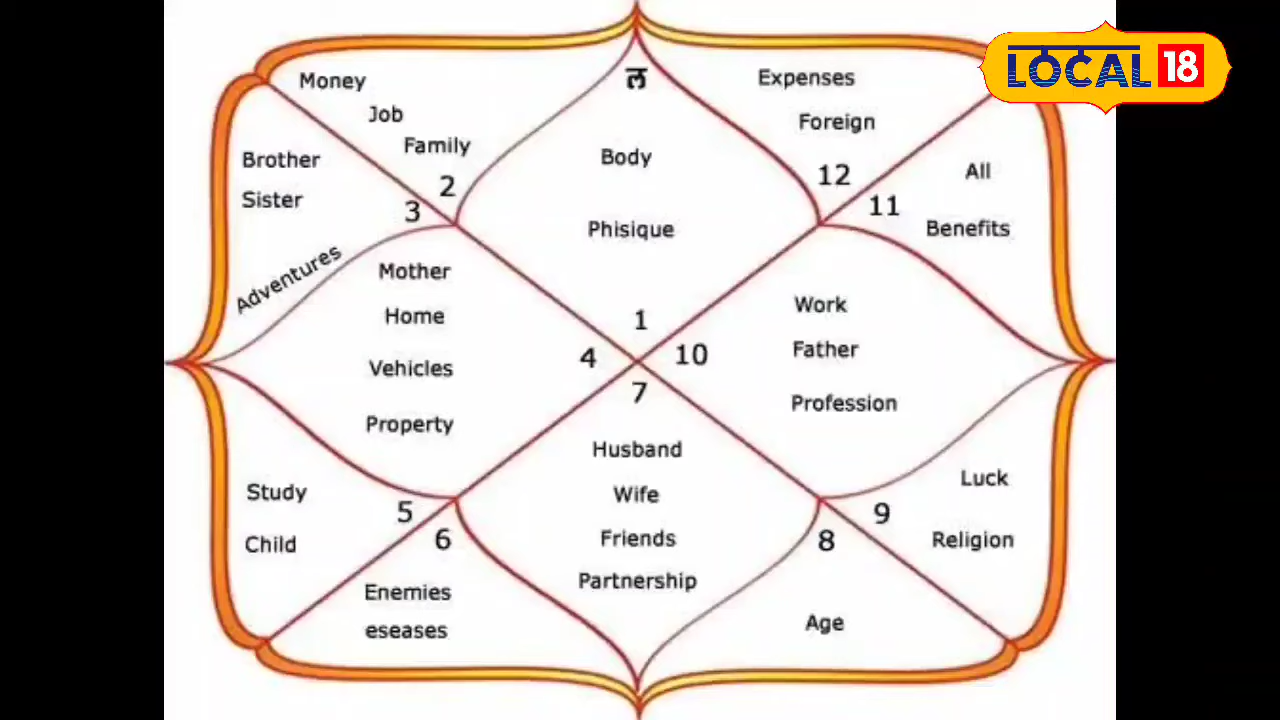 LOCAL 18
ल
Body
Phisique
1
Money
Job
Family
2
Brother
Sister
Adventures
3
Mother
Home
Vehicles
Property
4
Study
Child
5
6
Enemies
eseases
7
Husband
Wife
Friends
Partnership
8
Age
9
Luck
Religion
10
Work
Father
Profession
11
All
Benefits
Expenses
Foreign
12